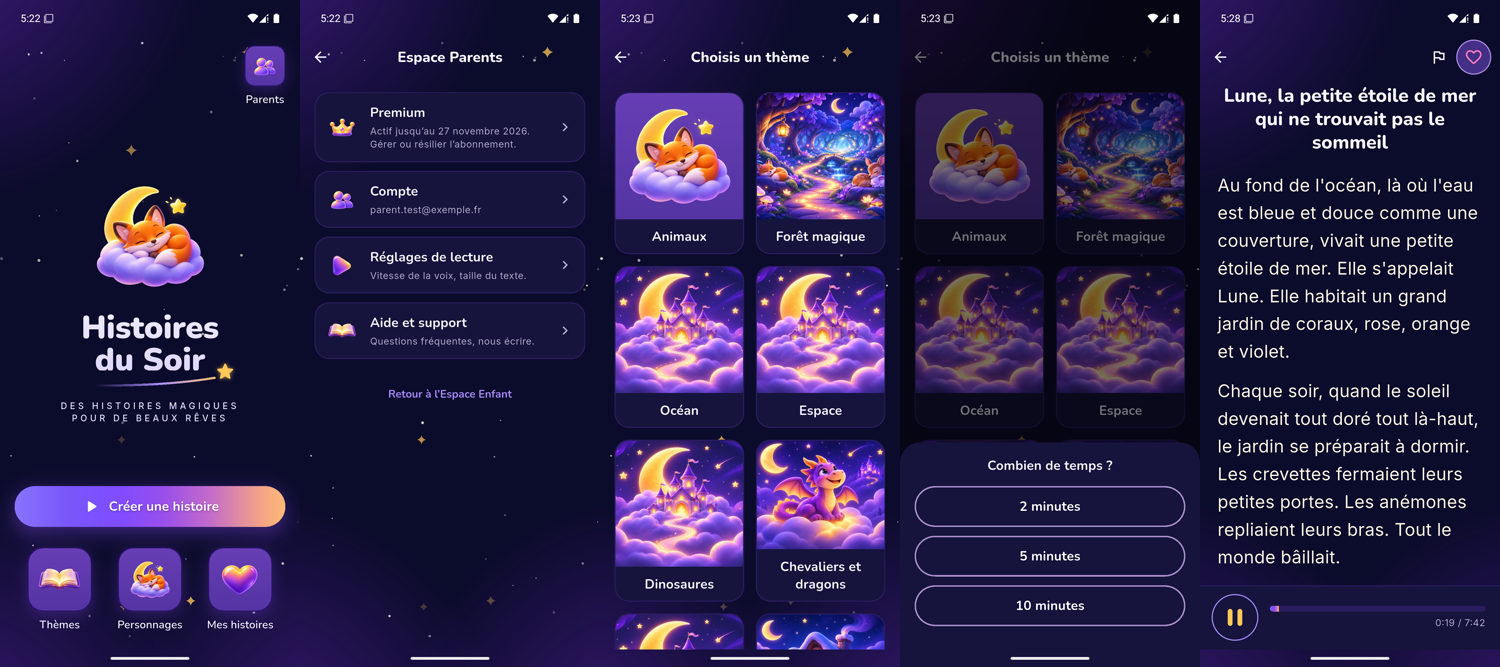 5:22
Parents
Histoires
du Soir
DES HISTOIRES MAGIQUES
POUR DE BEAUX RÊVES
Créer une histoire
Thèmes
Personnages
Mes histoires
5:22
Espace Parents
Premium
Actif jusqu'au 27 novembre 2026.
Gérer ou résilier l'abonnement.
Compte
parent.test@exemple.fr
Réglages de lecture
Vitesse de la voix, taille du texte.
Aide et support
Questions fréquentes, nous écrire.
Retour à l'Espace Enfant
5:23
Choisis un thème
Animaux
Forêt magique
Océan
Espace
Dinosaures
Chevaliers et
dragons
5:23
Choisis un thème
Animaux
Forêt magique
Océan
Espace
Combien de temps ?
2 minutes
5 minutes
10 minutes
5:28
Lune, la petite étoile de mer
qui ne trouvait pas le
sommeil
Au fond de l'océan, là où l'eau
est bleue et douce comme une
couverture, vivait une petite
étoile de mer. Elle s'appelait
Lune. Elle habitait un grand
jardin de coraux, rose, orange
et violet.
Chaque soir, quand le soleil
devenait tout doré tout là-haut,
le jardin se préparait à dormir.
Les crevettes fermaient leurs
petites portes. Les anémones
repliaient leurs bras. Tout le
monde bâillait.
0:19 / 7:42